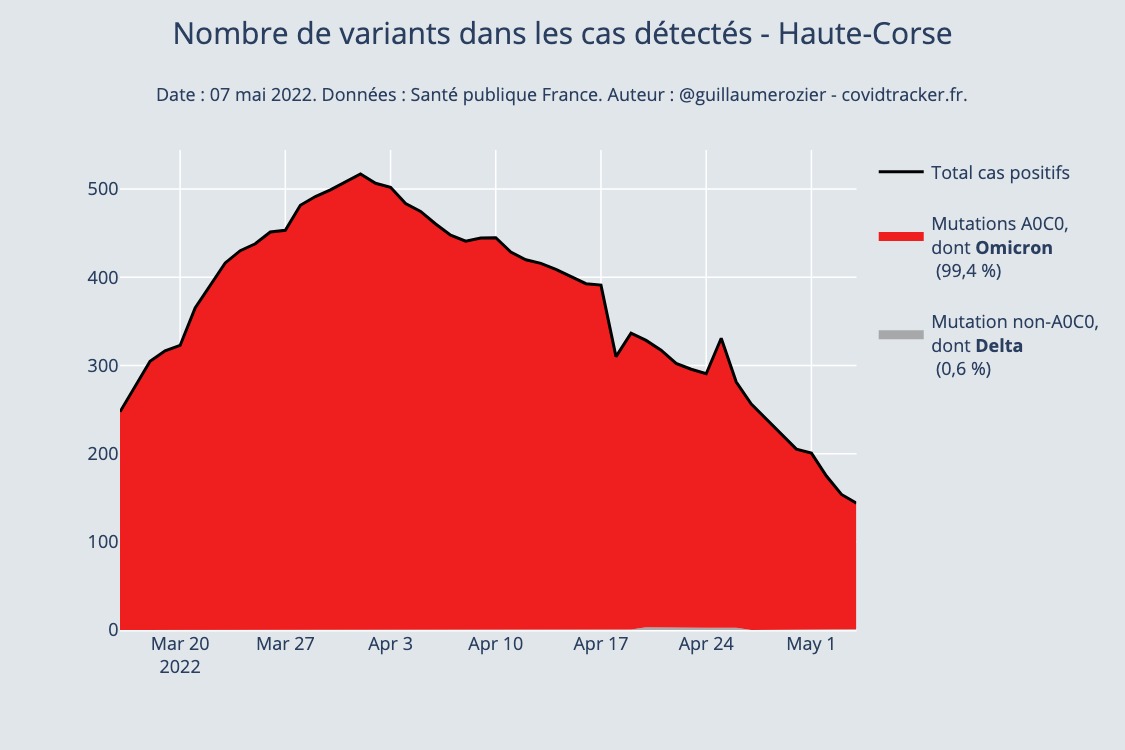 Nombre de variants dans les cas détectés - Haute-Corse
Date : 07 mai 2022. Données : Santé publique France. Auteur : @guillaumerozier - covidtracker.fr.
Total cas positifs
Mutations A0C0,
dont Omicron
(99,4 %)
Mutation non-A0C0,
dont Delta
(0,6 %)
500
400
300
200
100
0
Mar 20 Mar 27 Apr 3 Apr 10 Apr 17 Apr 24 May 1
2022